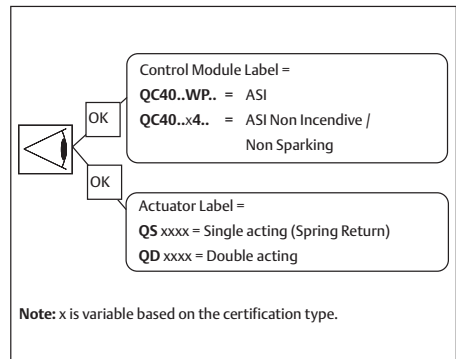 Control Module Label =
QC40..WP.. = ASI
QC40..x4.. = ASI Non Incendive /
Non Sparking
OK
OK
Actuator Label =
QS xxxx = Single acting (Spring Return)
QD xxxx = Double acting
Note: x is variable based on the certification type.